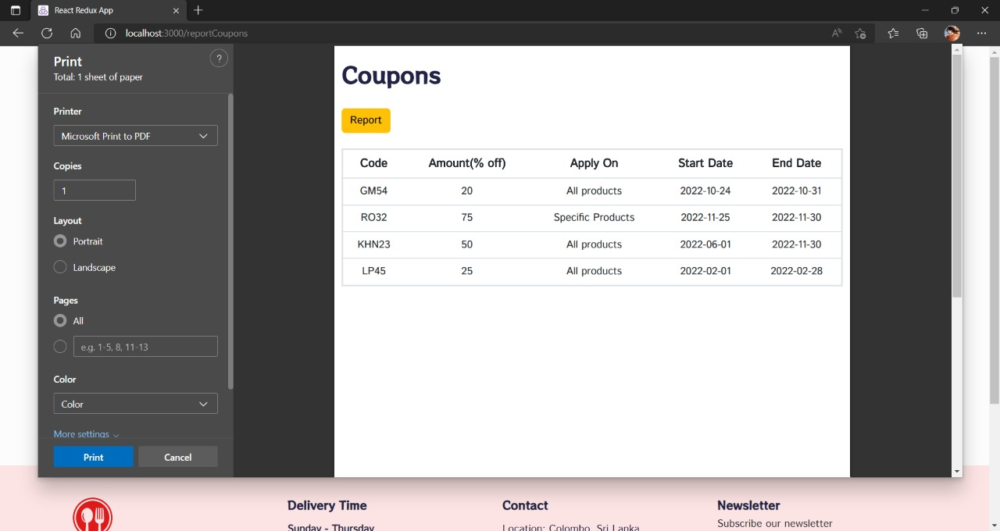 React Redux App
localhost:3000/reportCoupons
Print
Total: 1 sheet of paper
?
Printer
Microsoft Print to PDF
Copies
1
Layout
Portrait
Landscape
Pages
All
e.g. 1-5, 8, 11-13
Color
Color
More settings
Print Cancel
Coupons
Report
Code Amount(% off) Apply On Start Date End Date
GM54 20 All products 2022-10-24 2022-10-31
RO32 75 Specific Products 2022-11-25 2022-11-30
KHN23 50 All products 2022-06-01 2022-11-30
LP45 25 All products 2022-02-01 2022-02-28
Delivery Time Contact Newsletter
Sunday - Thursday Location: Colombo, Sri Lanka Subscribe our newsletter